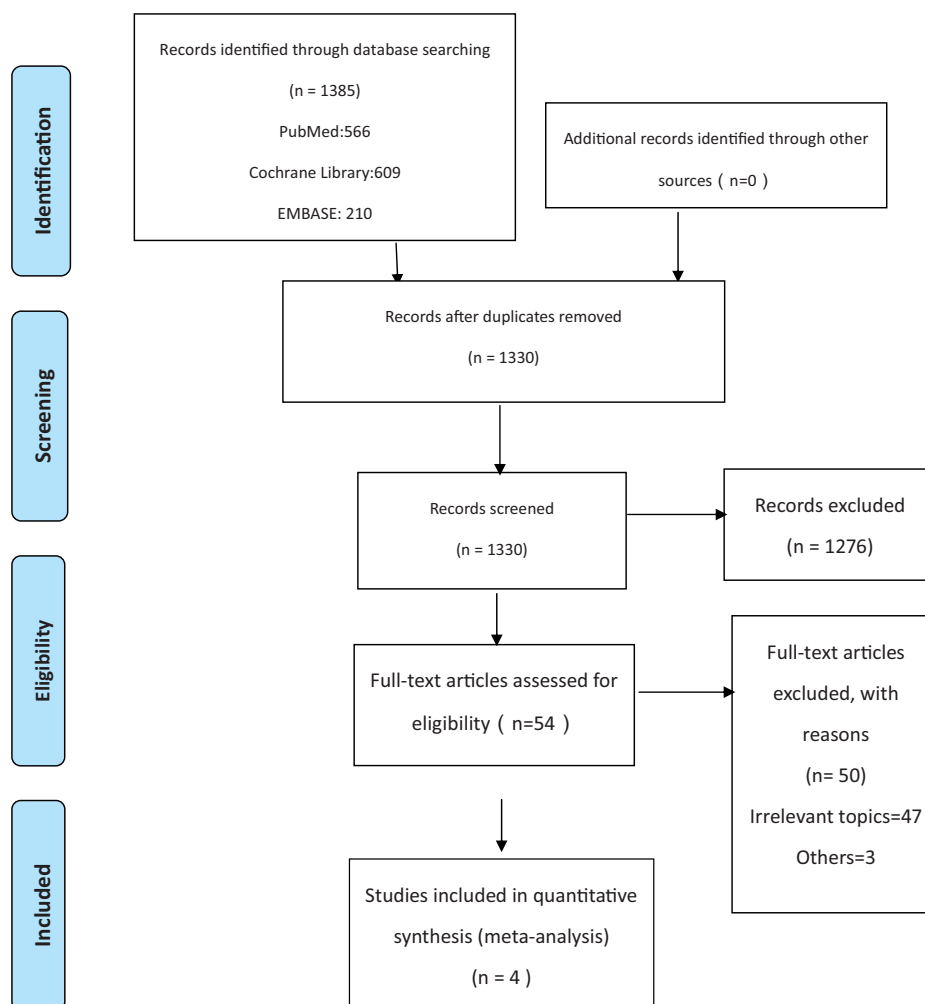 Identification
Records identified through database searching
(n = 1385)
PubMed:566
Cochrane Library:609
EMBASE: 210
Additional records identified through other
sources ( n=0 )
Screening
Records after duplicates removed
(n = 1330)
Records screened
(n = 1330)
Records excluded
(n = 1276)
Eligibility
Full-text articles assessed for
eligibility ( n=54 )
Full-text articles
excluded, with
reasons
(n= 50)
Irrelevant topics=47
Others=3
Included
Studies included in quantitative
synthesis (meta-analysis)
(n = 4 )